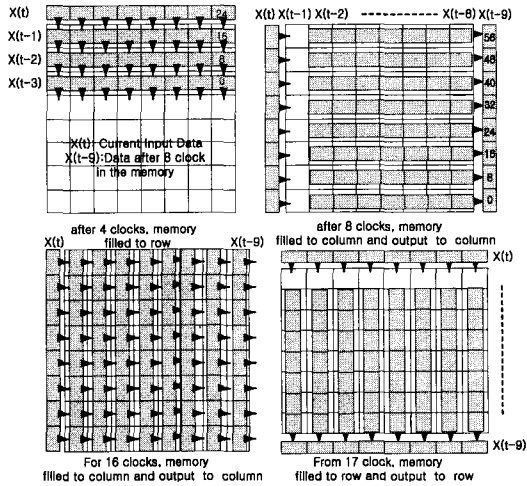 X(t)
24
X(t-1)
16
X(t-2)
8
X(t-3)
0
X(t): Current Input Data
X(t-9):Data after 8 clock
in the memory
after 4 clocks, memory
filled to row
X(t) X(t-1) X(t-2) X(t-8) X(t-9)
56
48
40
32
24
16
8
0
after 8 clocks, memory
filled to column and output to column
X(t) X(t-9)
For 16 clocks, memory
filled to column and output to column
X(t)
X(t-9)
From 17 clock, memory
filled to row and output to row